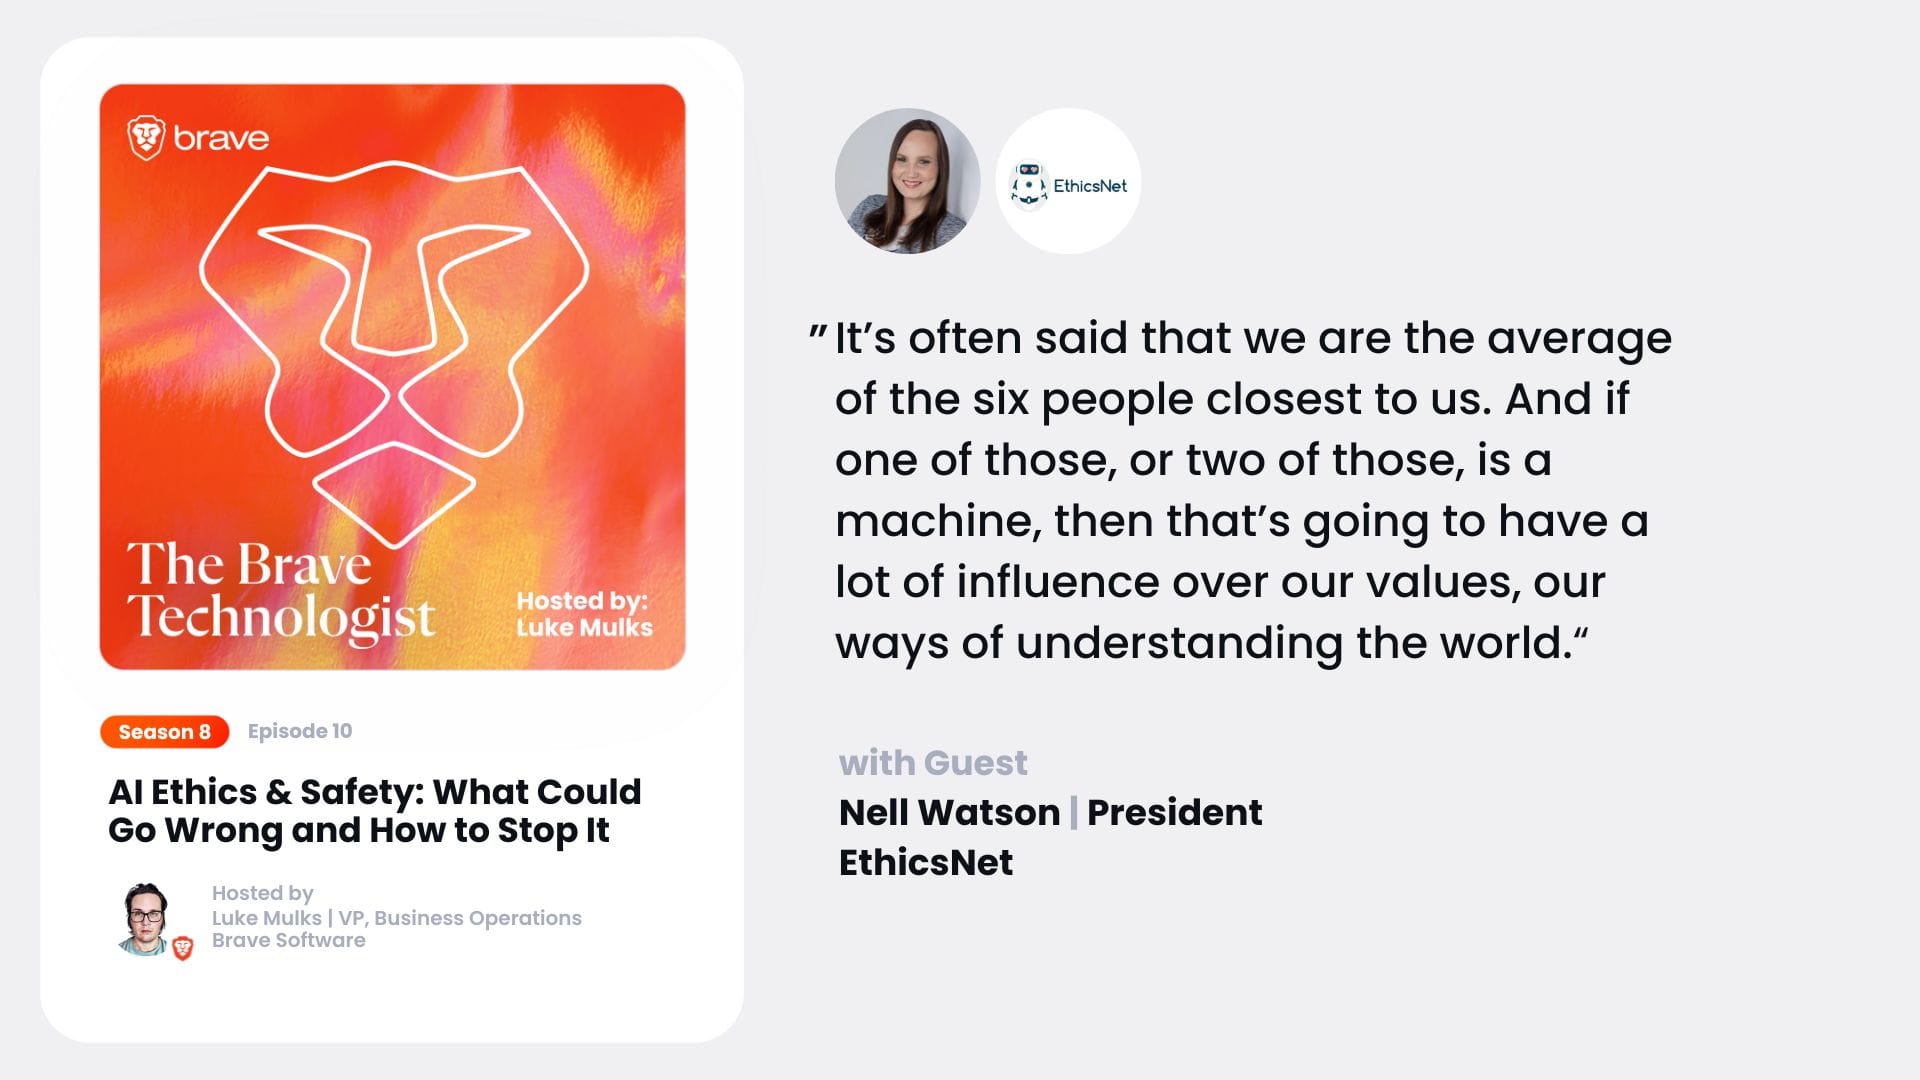 brave
The Brave
Technologist
Hosted by:
Luke Mulks
Season 8
Episode 10
AI Ethics & Safety: What Could
Go Wrong and How to Stop It
Hosted by
Luke Mulks | VP, Business Operations
Brave Software
EthicsNet
”It’s often said that we are the average
of the six people closest to us. And if
one of those, or two of those, is a
machine, then that’s going to have a
lot of influence over our values, our
ways of understanding the world.“
with Guest
Nell Watson | President
EthicsNet